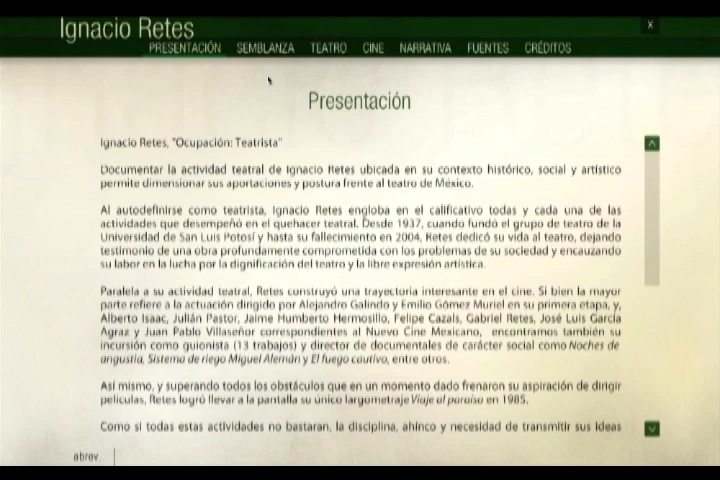 Ignacio Retes
x
PRESENTACIÓN SEMBLANZA TEATRO CINE NARRATIVA FUENTES CRÉDITOS
Presentación
Ignacio Retes, "Ocupación: Teatrista"
Documentar la actividad teatral de Ignacio Retes ubicada en su contexto histórico, social y artístico
permite dimensionar sus aportaciones y postura frente al teatro de México.
Al autodefinirse como teatrista, Ignacio Retes engloba en el calificativo todas y cada una de las
actividades que desempeñó en el quehacer teatral. Desde 1937, cuando fundó el grupo de teatro de la
Universidad de San Luis Potosí y hasta su fallecimiento en 2004, Retes dedicó su vida al teatro, dejando
testimonio de una obra profundamente comprometida con los problemas de su sociedad y encauzando
su labor en la lucha por la dignificación del teatro y la libre expresión artística.
Paralela a su actividad teatral, Retes construyó una trayectoria interesante en el cine. Si bien la mayor
parte refiere a la actuación dirigido por Alejandro Galindo y Emilio Gómez Muriel en su primera etapa, y,
Alberto Isaac, Julián Pastor, Jaime Humberto Hermosillo, Felipe Cazals, Gabriel Retes, José Luis García
Agraz y Juan Pablo Villaseñor correspondientes al Nuevo Cine Mexicano, encontramos también su
incursión como guionista (13 trabajos) y director de documentales de carácter social como Noches de
angustia, Sistema de riego Miguel Alemán y El fuego cautivo, entre otros.
Así mismo, y superando todos los obstáculos que en un momento dado frenaron su aspiración de dirigir
películas, Retes logró llevar a la pantalla su único largometraje Viaje al paraíso en 1985.
Como si todas estas actividades no bastaran, la disciplina, ahínco y necesidad de transmitir sus ideas
abrev